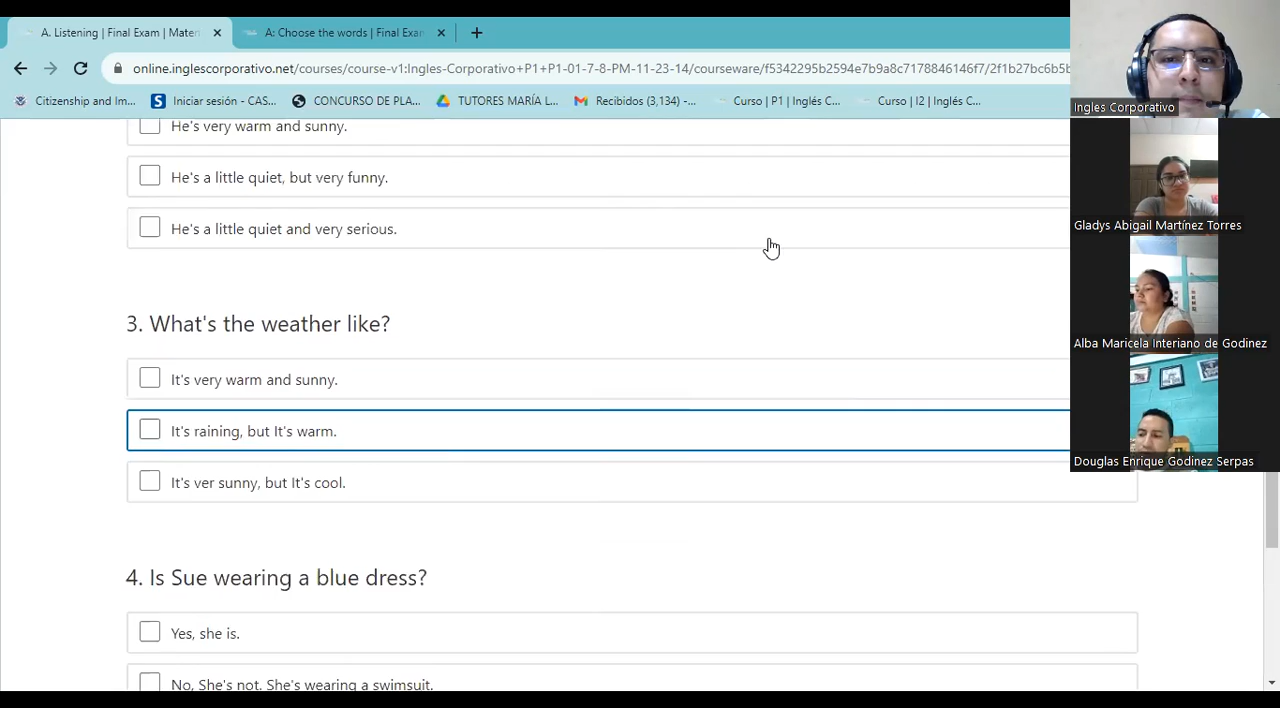 A. Listening | Final Exam | Mater
A: Choose the words | Final Exar
online.inglescorporativo.net/courses/course-v1:Ingles-Cor
+P1+P1-01-7-8-PM-11-23-14/courseware/f5342295b2594e7b9a8c7178846146f7/2f1b27bc6b5b
Citizenship and Im...
Iniciar sesión - CAS...
CONCURSO DE PLA...
TUTORES MARÍA L...
Recibidos (3,134) -...
Curso | P1 | Inglés C...
Curso | I2 | Inglés C...
Ingles Corporativo
He's very warm and sunny.
He's a little quiet, but very funny.
He's a little quiet and very serious.
Gladys Abigail Martínez Torres
3. What's the weather like?
Alba Maricela Interiano de Godinez
It's very warm and sunny.
It's raining, but It's warm.
Douglas Enrique Godinez Serpas
It's ver sunny, but It's cool.
4. Is Sue wearing a blue dress?
Yes, she is.
No, She's not. She's wearing a swimsuit.